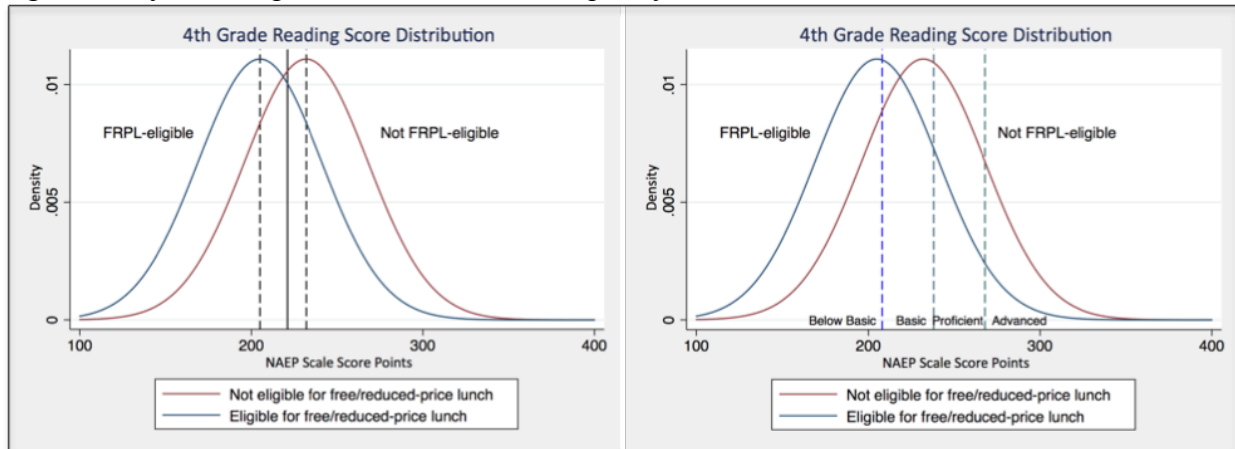 4th Grade Reading Score Distribution
.01
.005
0
Density
FRPL-eligible
Not FRPL-eligible
100
200
300
400
NAEP Scale Score Points
Not eligible for free/reduced-price lunch
Eligible for free/reduced-price lunch
4th Grade Reading Score Distribution
.01
.005
0
Density
FRPL-eligible
Not FRPL-eligible
Below Basic
Basic
Proficient
Advanced
100
200
300
400
NAEP Scale Score Points
Not eligible for free/reduced-price lunch
Eligible for free/reduced-price lunch